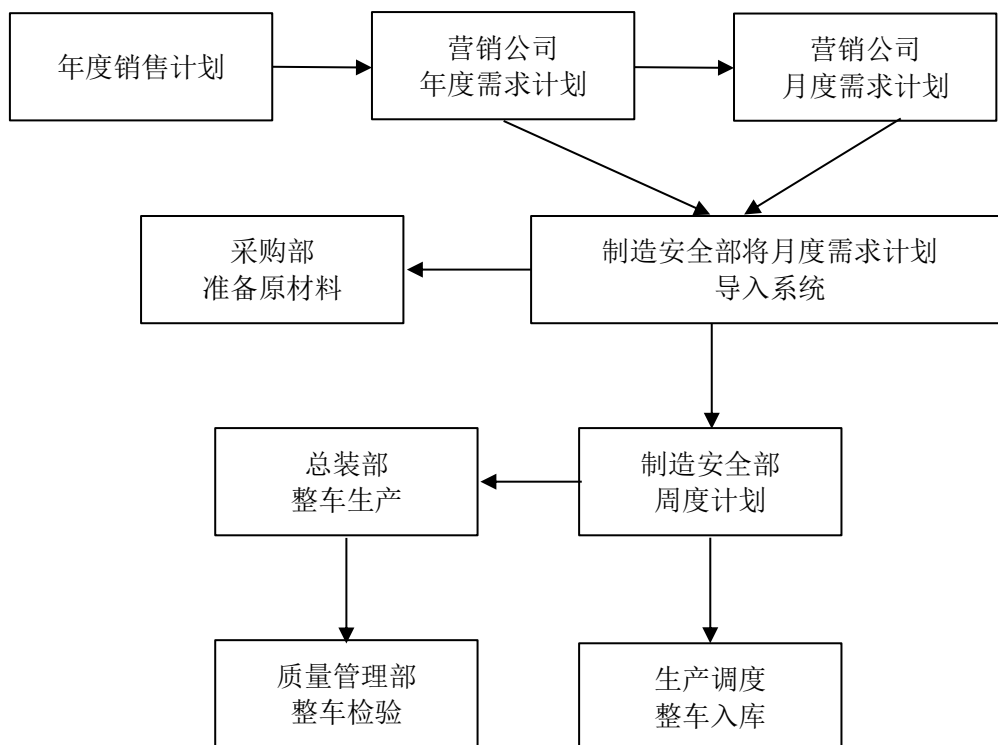 年度销售计划
营销公司
年度需求计划
营销公司
月度需求计划
采购部
准备原材料
制造安全部将月度需求计划
导入系统
总装部
整车生产
制造安全部
周度计划
质量管理部
整车检验
生产调度
整车入库